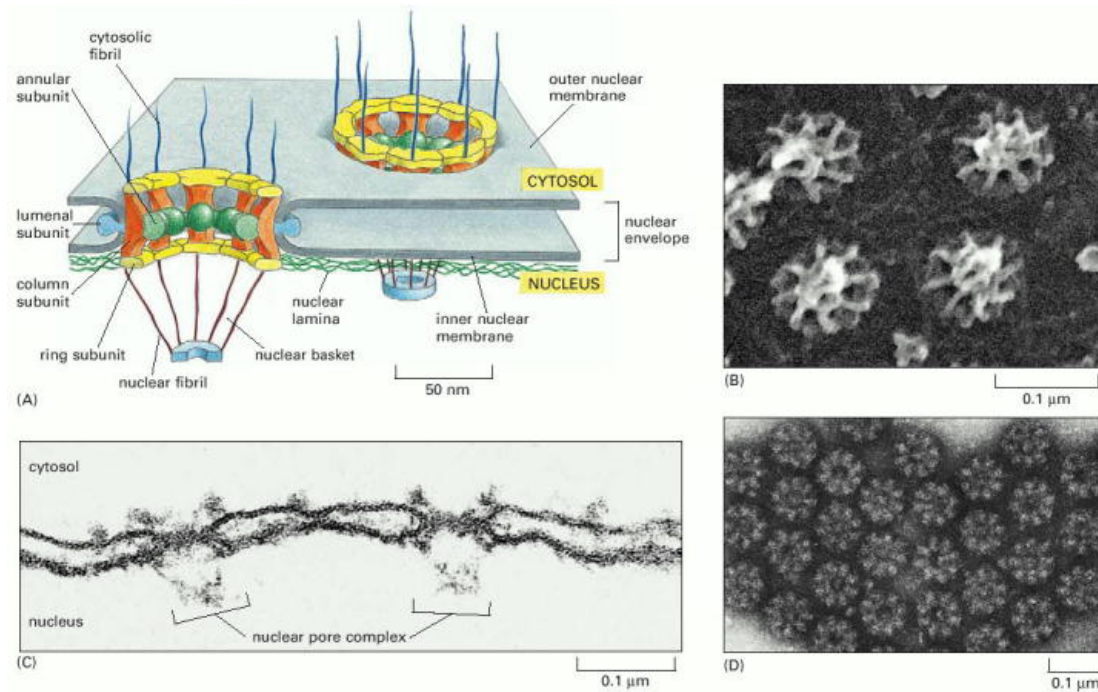 cytosolic
fibril
annular
subunit
lumenal
subunit
column
subunit
ring subunit
nuclear fibril
nuclear basket
nuclear
lamina
inner nuclear
membrane
outer nuclear
membrane
CYTOSOL
nuclear
envelope
NUCLEUS
50 nm
(A)
(B)
0.1 µm
cytosol
nucleus
nuclear pore complex
(C)
0.1 µm
(D)
0.1 µm